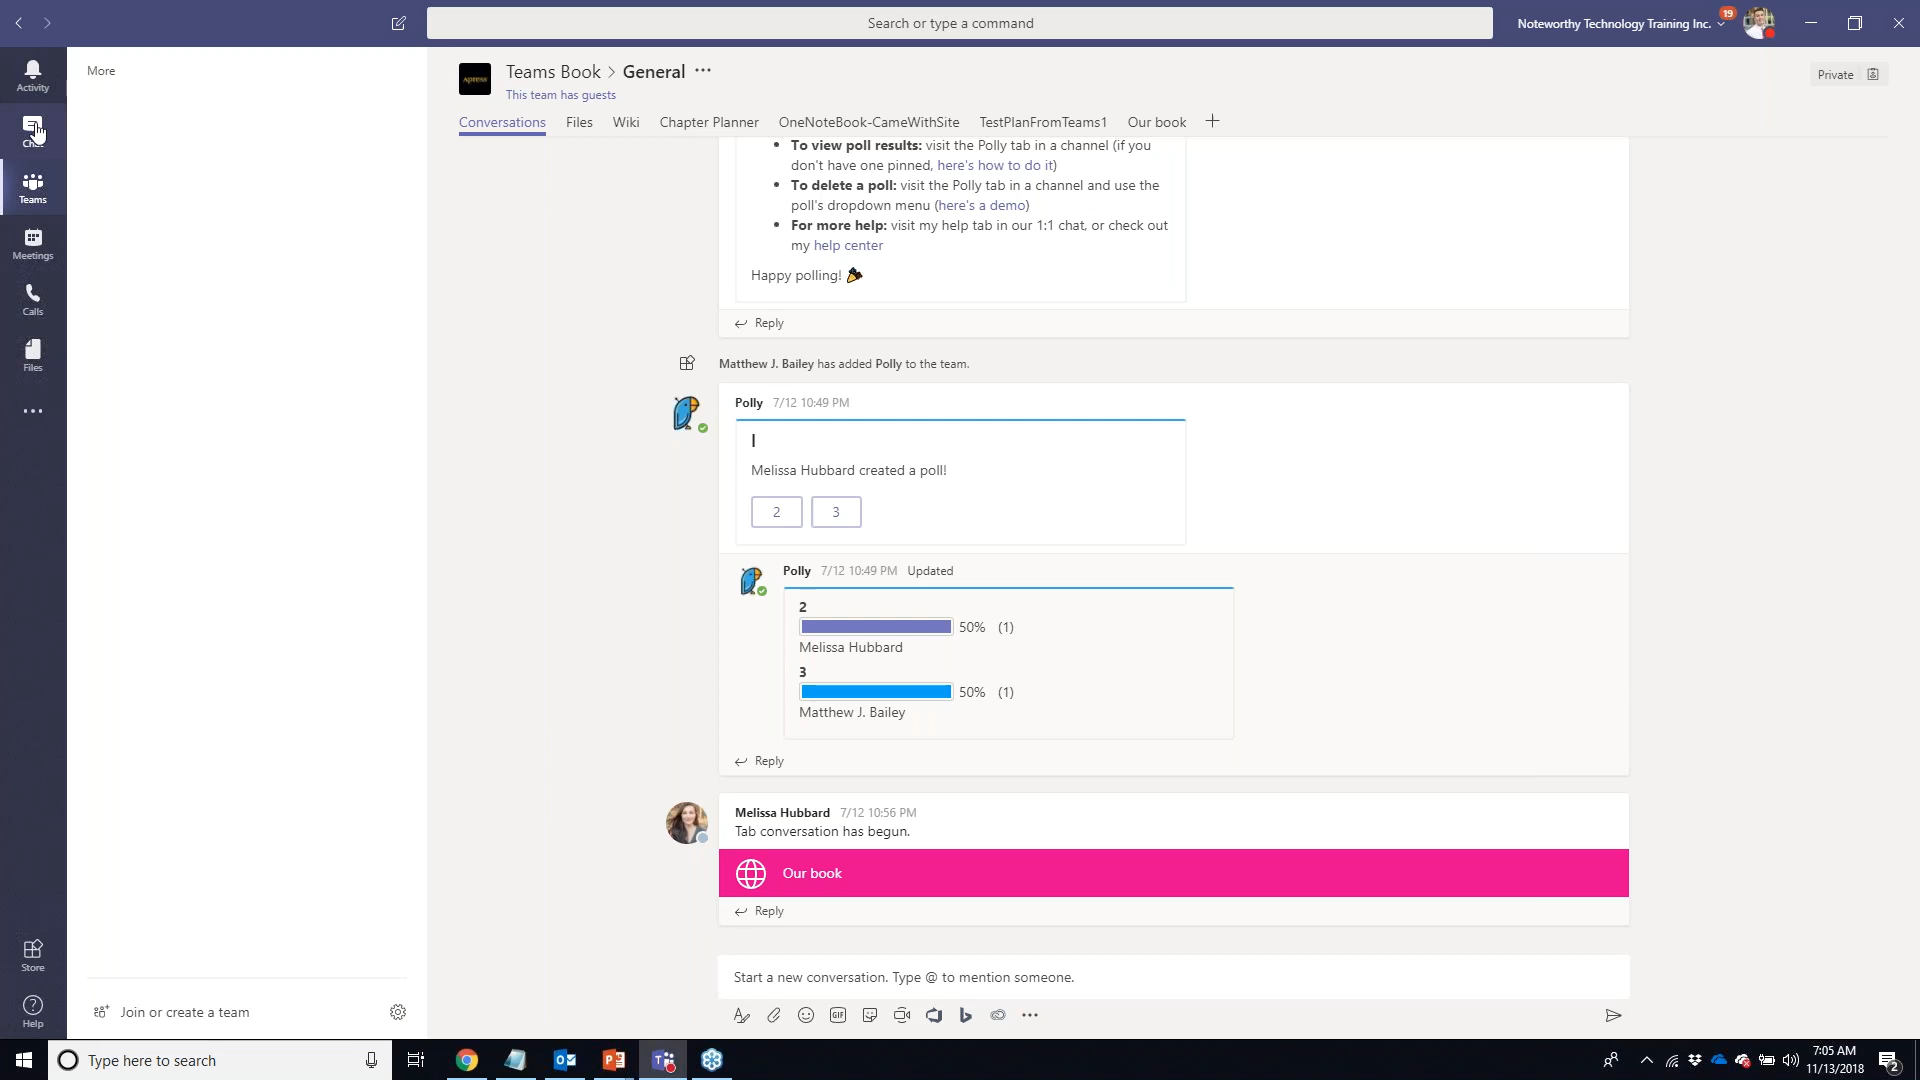 Search or type a command
Noteworthy Technology Training Inc.
19
Activity
Chat
Teams
Meetings
Calls
Files
Store
Help
More
Join or create a team
APRESS
Teams Book > General ...
This team has guests
Private
Conversations Files Wiki Chapter Planner OneNoteBook-CameWithSite TestPlanFromTeams1 Our book +
• To view poll results: visit the Polly tab in a channel (if you
don't have one pinned, here's how to do it)
• To delete a poll: visit the Polly tab in a channel and use the
poll's dropdown menu (here's a demo)
• For more help: visit my help tab in our 1:1 chat, or check out
my help center
Happy polling!
Reply
Matthew J. Bailey has added Polly to the team.
Polly 7/12 10:49 PM
I
Melissa Hubbard created a poll!
2 3
Polly 7/12 10:49 PM Updated
2
50% (1)
Melissa Hubbard
3
50% (1)
Matthew J. Bailey
Reply
Melissa Hubbard 7/12 10:56 PM
Tab conversation has begun.
Our book
Reply
Start a new conversation. Type @ to mention someone.
GIF
Type here to search
7:05 AM
11/13/2018
2